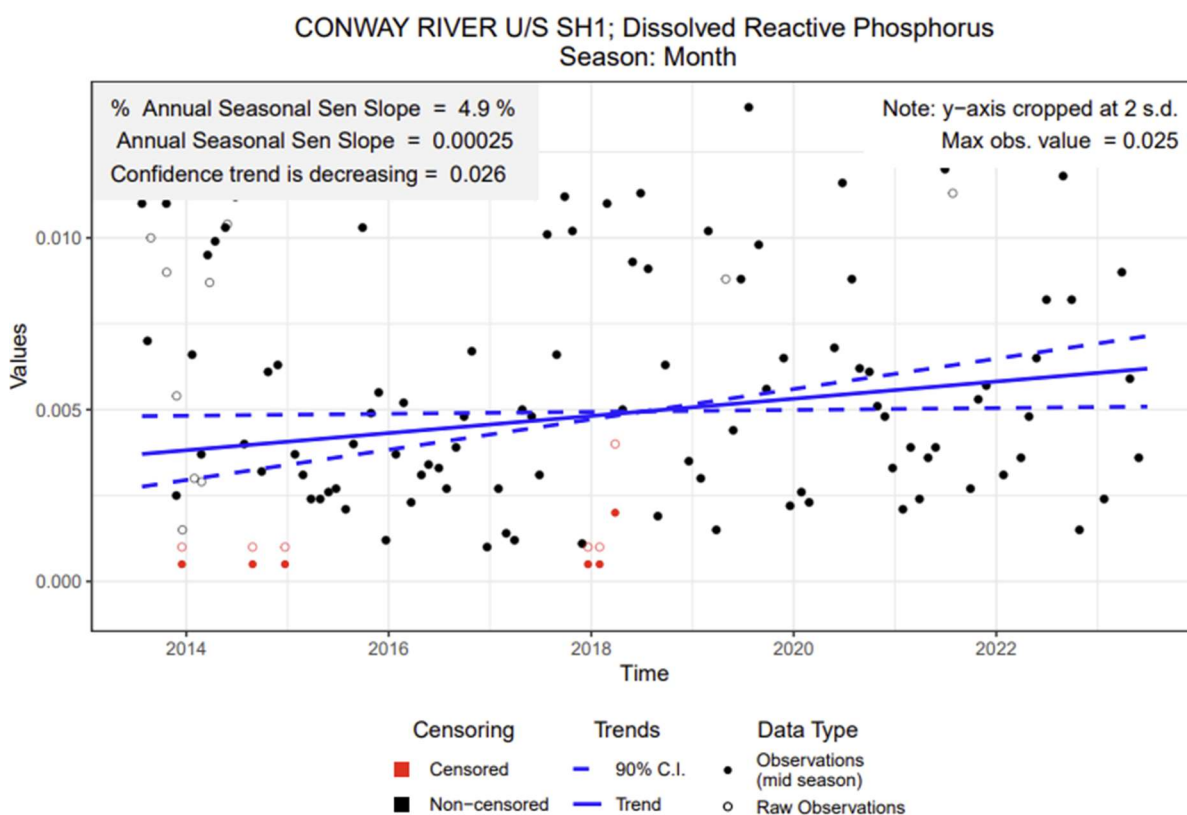 CONWAY RIVER U/S SH1; Dissolved Reactive Phosphorus
Season: Month
% Annual Seasonal Sen Slope = 4.9 %
Annual Seasonal Sen Slope = 0.00025
Confidence trend is decreasing = 0.026
Note: y-axis cropped at 2 s.d.
Max obs. value = 0.025
Values
0.010
0.005
0.000
2014 2016 2018 2020 2022
Time
Censoring Trends Data Type
Censored 90% C.I. Observations
(mid season)
Non-censored Trend Raw Observations